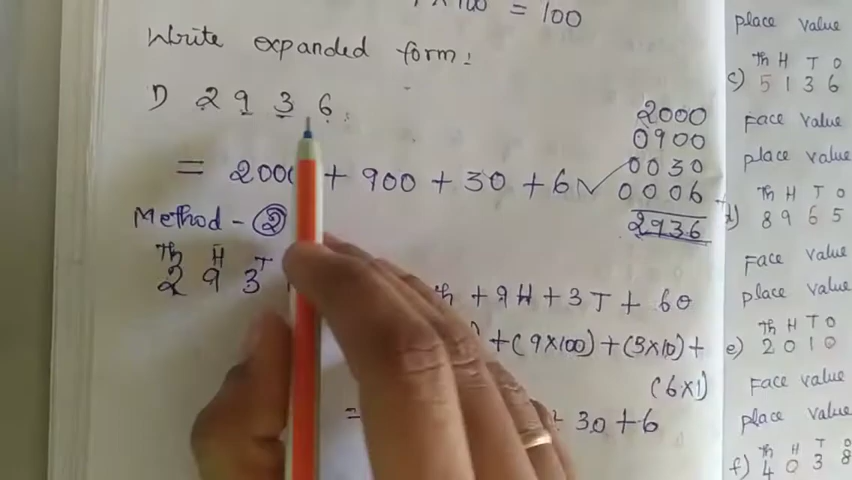 1 × 100 = 100
Write expanded form:
1) 2 9 3 6
= 2000 + 900 + 30 + 6
2000
0900
0030
0006 +
2936
Method - 2
Th H T
2 9 3
+ 9H + 3T + 6O
+ (9×100) + (3×10) +
(6×1)
= 30 + 6
place value
Th H T O
c) 5 1 3 6
Face value
place value
Th H T O
d) 8 9 6 5
Face value
place value
Th H T O
e) 2 0 1 0
Face value
place value
Th H T O
f) 4 0 3 8